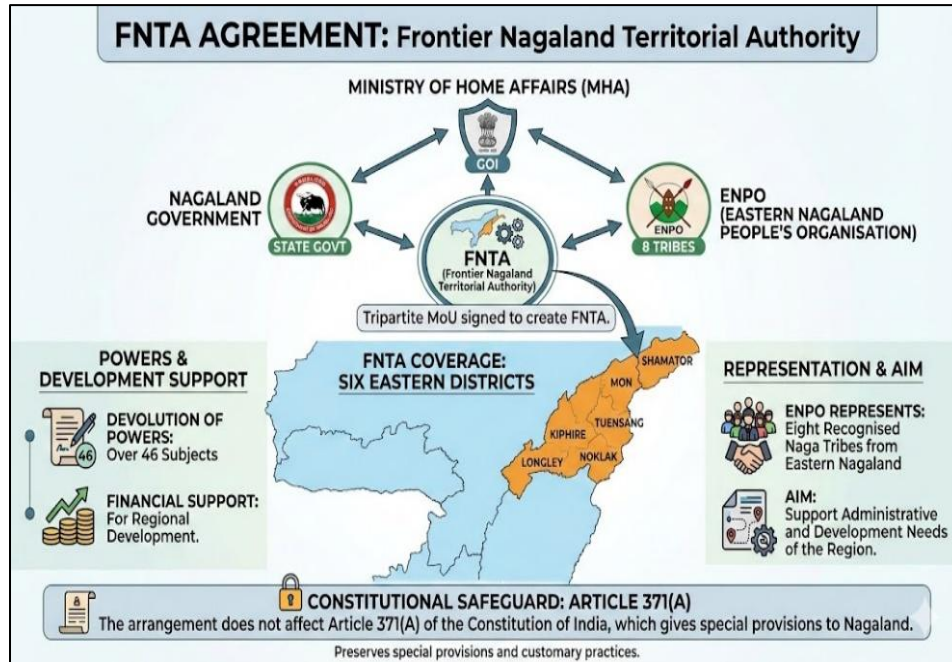 FNTA AGREEMENT: Frontier Nagaland Territorial Authority
MINISTRY OF HOME AFFAIRS (MHA)
GOI
NAGALAND
GOVERNMENT
STATE GOVT
ENPO
8 TRIBES
ENPO
(EASTERN NAGALAND
PEOPLE'S ORGANISATION)
FNTA
(Frontier Nagaland
Territorial Authority)
Tripartite MoU signed to create FNTA.
POWERS &
DEVELOPMENT SUPPORT
46
DEVOLUTION OF
POWERS:
Over 46 Subjects
FINANCIAL SUPPORT:
For Regional
Development.
FNTA COVERAGE:
SIX EASTERN DISTRICTS
SHAMATOR
MON
TUENSANG
KIPHIRE
LONGLEY
NOKLAK
REPRESENTATION & AIM
ENPO REPRESENTS:
Eight Recognised
Naga Tribes from
Eastern Nagaland
AIM:
Support Administrative
and Development Needs
of the Region.
CONSTITUTIONAL SAFEGUARD: ARTICLE 371(A)
The arrangement does not affect Article 371(A) of the Constitution of India, which gives special provisions to Nagaland.
Preserves special provisions and customary practices.